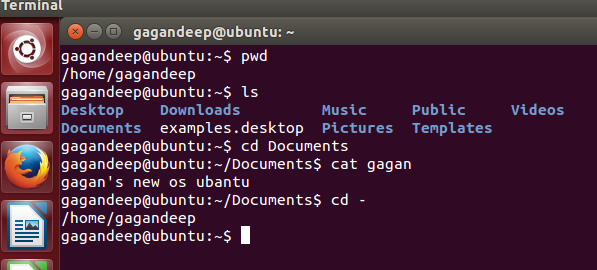 Terminal
gagandeep@ubuntu: ~
gagandeep@ubuntu:~$ pwd
/home/gagandeep
gagandeep@ubuntu:~$ ls
Desktop    Downloads         Music     Public     Videos
Documents  examples.desktop  Pictures  Templates
gagandeep@ubuntu:~$ cd Documents
gagandeep@ubuntu:~/Documents$ cat gagan
gagan's new os ubantu
gagandeep@ubuntu:~/Documents$ cd -
/home/gagandeep
gagandeep@ubuntu:~$